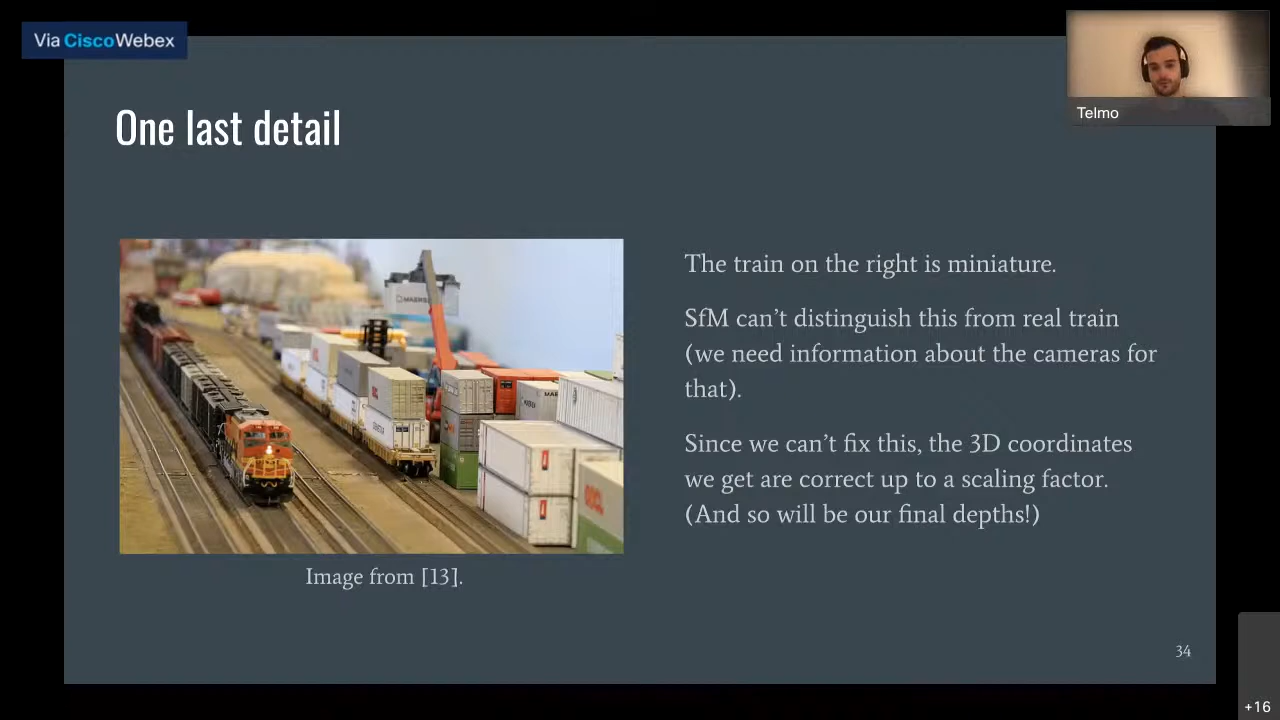 Via Cisco Webex
Telmo
One last detail
MAERSK
The train on the right is miniature.
SfM can't distinguish this from real train
(we need information about the cameras for
that).
Since we can't fix this, the 3D coordinates
we get are correct up to a scaling factor.
(And so will be our final depths!)
Image from [13].
34
+16